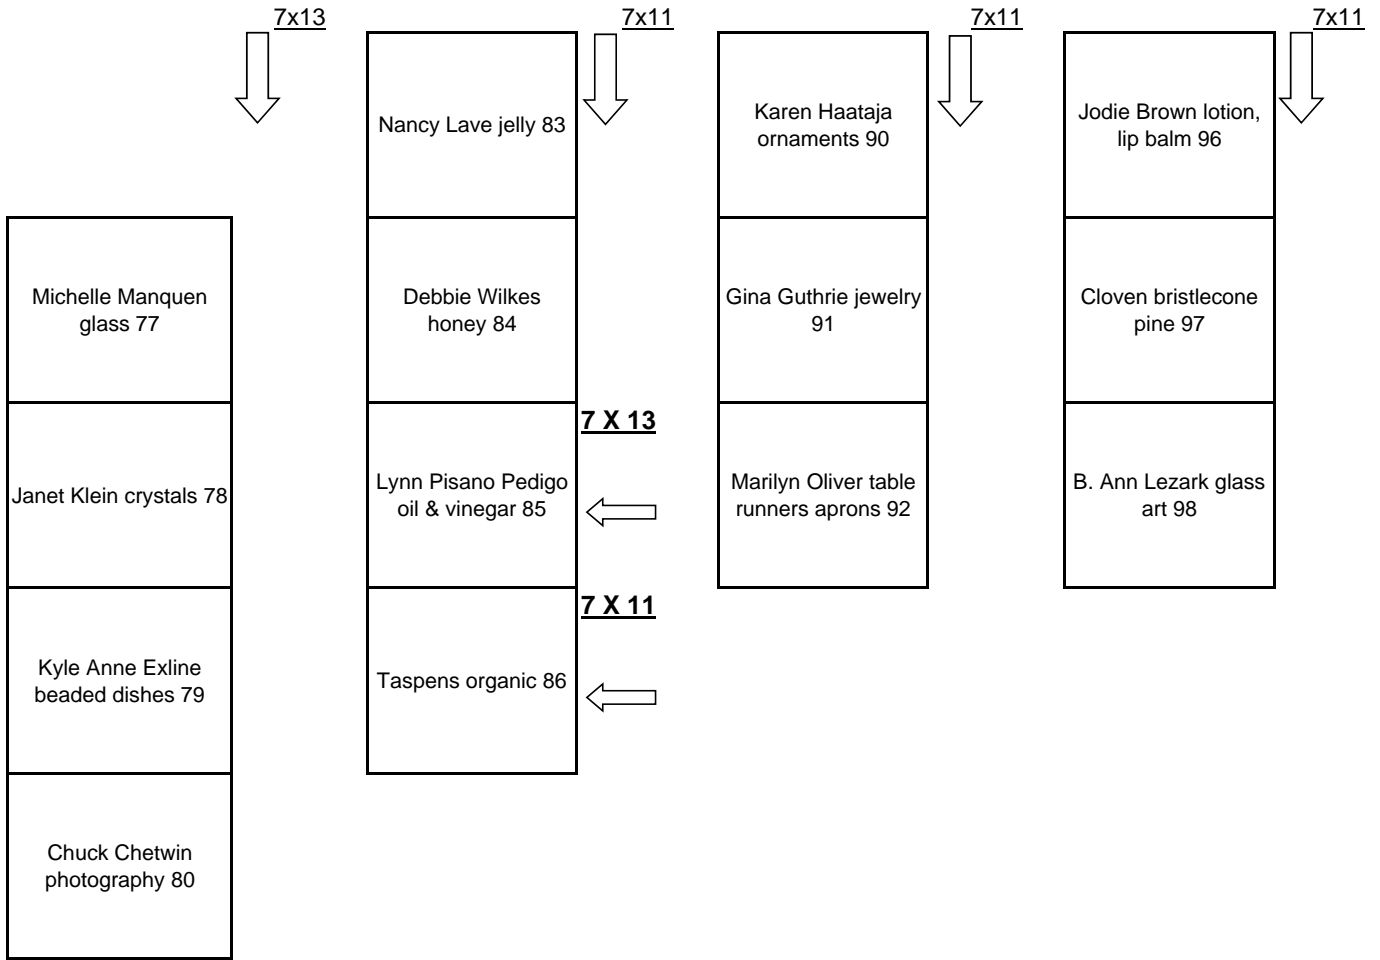 7x13
7x11
7x11
7x11
Nancy Lave jelly 83
Karen Haataja
ornaments 90
Jodie Brown lotion,
lip balm 96
Michelle Manquen
glass 77
Debbie Wilkes
honey 84
Gina Guthrie jewelry
91
Cloven bristlecone
pine 97
7 X 13
Janet Klein crystals 78
Lynn Pisano Pedigo
oil & vinegar 85
Marilyn Oliver table
runners aprons 92
B. Ann Lezark glass
art 98
7 X 11
Kyle Anne Exline
beaded dishes 79
Taspens organic 86
Chuck Chetwin
photography 80